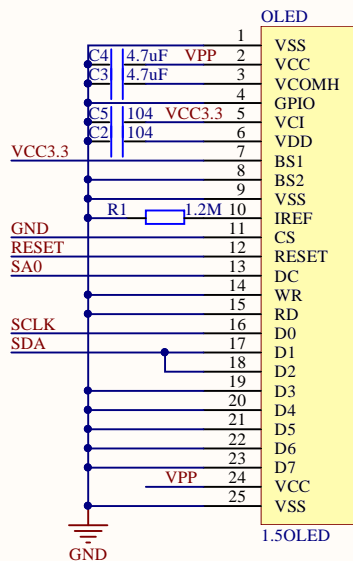 OLED
1 VSS
C4 4.7uF VPP 2 VCC
C3 4.7uF 3 VCOMH
4 GPIO
C5 104 VCC3.3 5 VCI
C2 104 6 VDD
VCC3.3 7 BS1
8 BS2
9 VSS
R1 1.2M 10 IREF
GND 11 CS
RESET 12 RESET
SA0 13 DC
14 WR
15 RD
SCLK 16 D0
SDA 17 D1
18 D2
19 D3
20 D4
21 D5
22 D6
23 D7
VPP 24 VCC
25 VSS
1.5OLED
GND